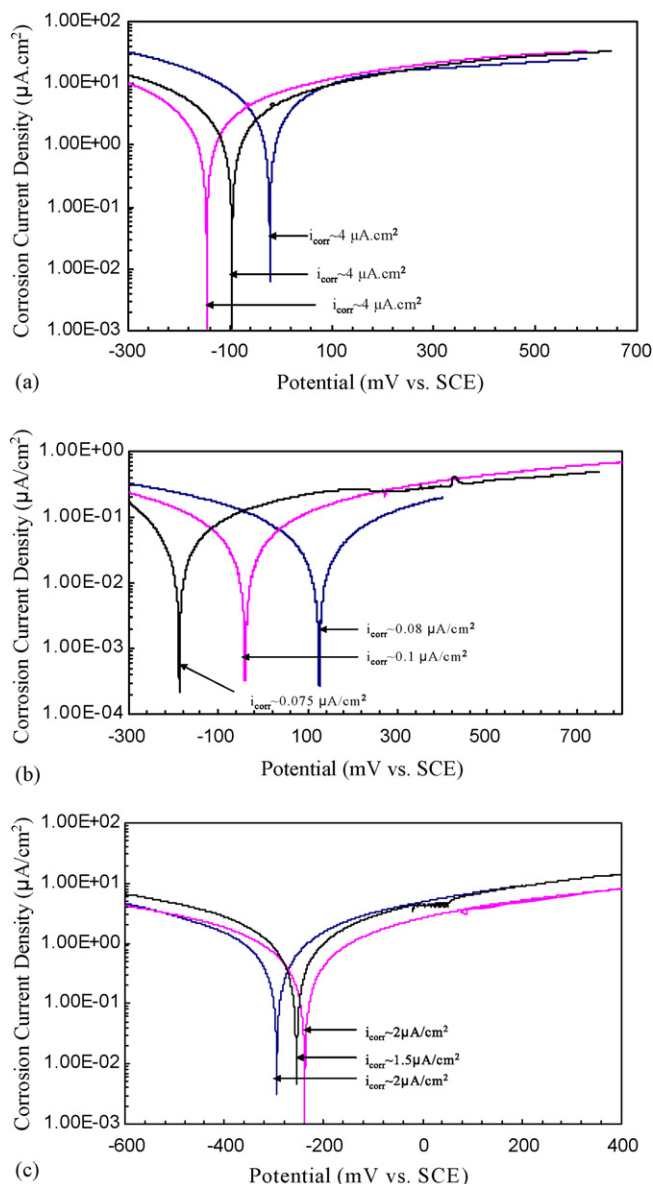 1.00E+02
1.00E+01
1.00E+00
1.00E-01
1.00E-02
1.00E-03
Corrosion Current Density (µA.cm²)
i_corr~4 µA.cm²
i_corr~4 µA.cm²
i_corr~4 µA.cm²
-300 -100 100 300 500 700
Potential (mV vs. SCE)
(a)
1.00E+00
1.00E-01
1.00E-02
1.00E-03
1.00E-04
Corrosion Current Density (µA/cm²)
i_corr~0.08 µA/cm²
i_corr~0.1 µA/cm²
i_corr~0.075 µA/cm²
-300 -100 100 300 500 700
Potential (mV vs. SCE)
(b)
1.00E+02
1.00E+01
1.00E+00
1.00E-01
1.00E-02
1.00E-03
Corrosion Current Density (µA/cm²)
i_corr~2µA/cm²
i_corr~1.5µA/cm²
i_corr~2µA/cm²
-600 -400 -200 0 200 400
Potential (mV vs. SCE)
(c)